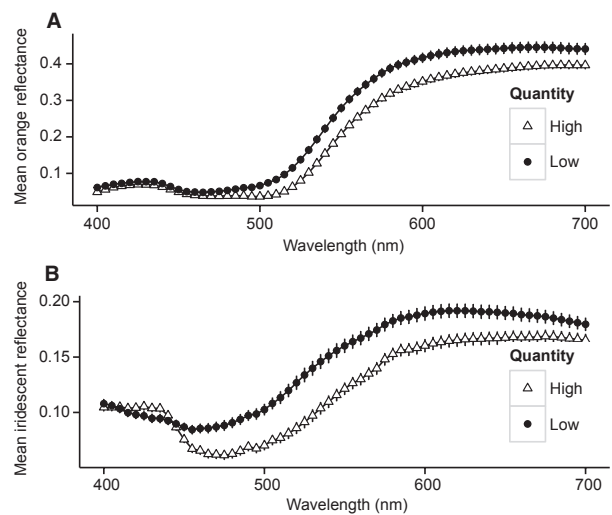 A
Mean orange reflectance
0.4
0.3
0.2
0.1
400
500
600
700
Wavelength (nm)
Quantity
High
Low
B
Mean iridescent reflectance
0.20
0.15
0.10
400
500
600
700
Wavelength (nm)
Quantity
High
Low